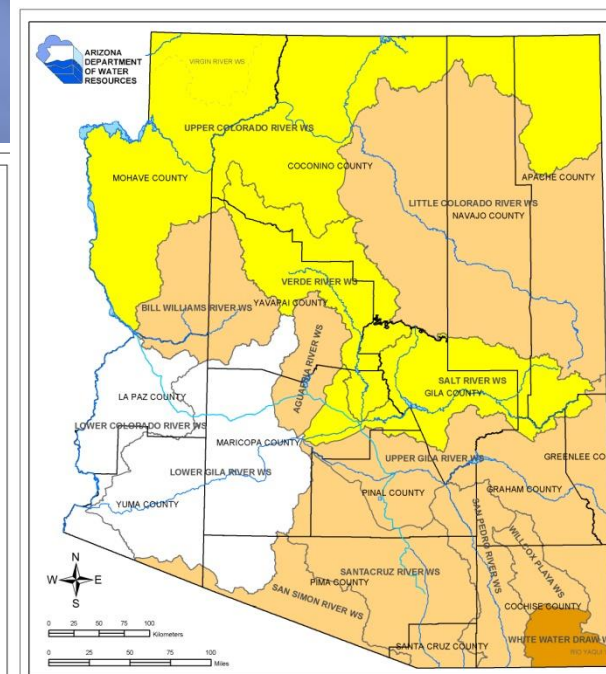 ARIZONA
DEPARTMENT
OF WATER
RESOURCES
VIRGIN RIVER WS
UPPER COLORADO RIVER WS
COCONINO COUNTY
MOHAVE COUNTY
APACHE COUNTY
LITTLE COLORADO RIVER WS
NAVAJO COUNTY
VERDE RIVER WS
YAVAPAI COUNTY
BILL WILLIAMS RIVER WS
AGUA FRIA RIVER WS
SALT RIVER WS
GILA COUNTY
LA PAZ COUNTY
LOWER COLORADO RIVER WS
MARICOPA COUNTY
UPPER GILA RIVER WS
GREENLEE CO
LOWER GILA RIVER WS
PINAL COUNTY
GRAHAM COUNTY
YUMA COUNTY
SAN PEDRO RIVER WS
WILLCOX PLAYA WS
SANTACRUZ RIVER WS
PIMA COUNTY
SAN SIMON RIVER WS
COCHISE COUNTY
SANTA CRUZ COUNTY
WHITE WATER DRAW W
RIO YAQUI
N
W E
S
0 25 50 75 100
Kilometers
0 25 50 100
Miles